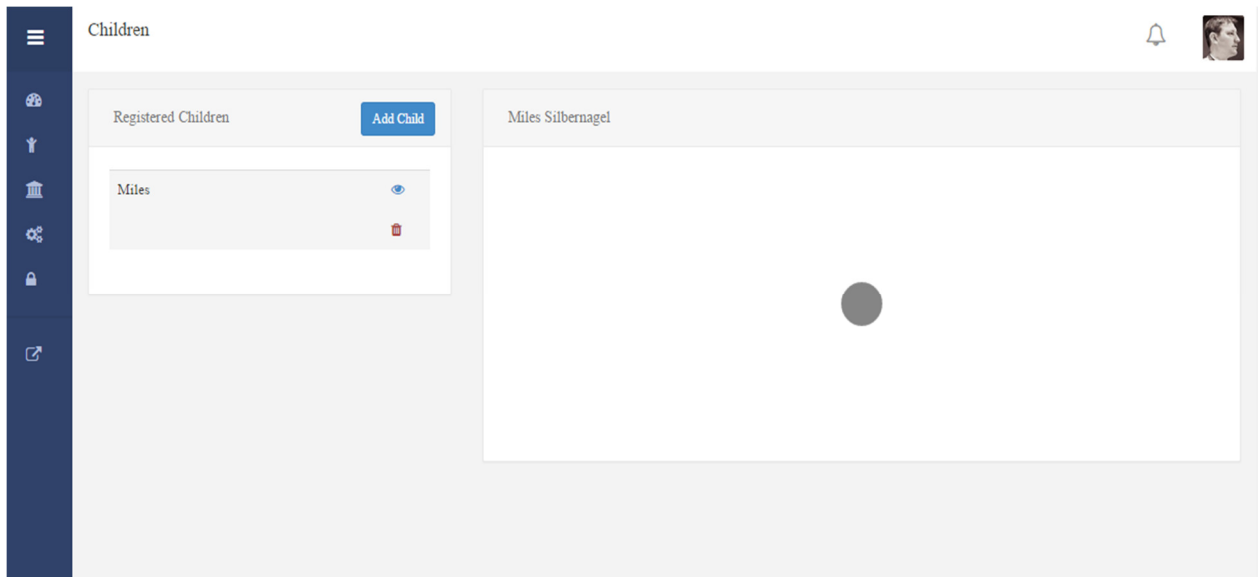 Children
Registered Children
Add Child
Miles
Miles Silbernagel